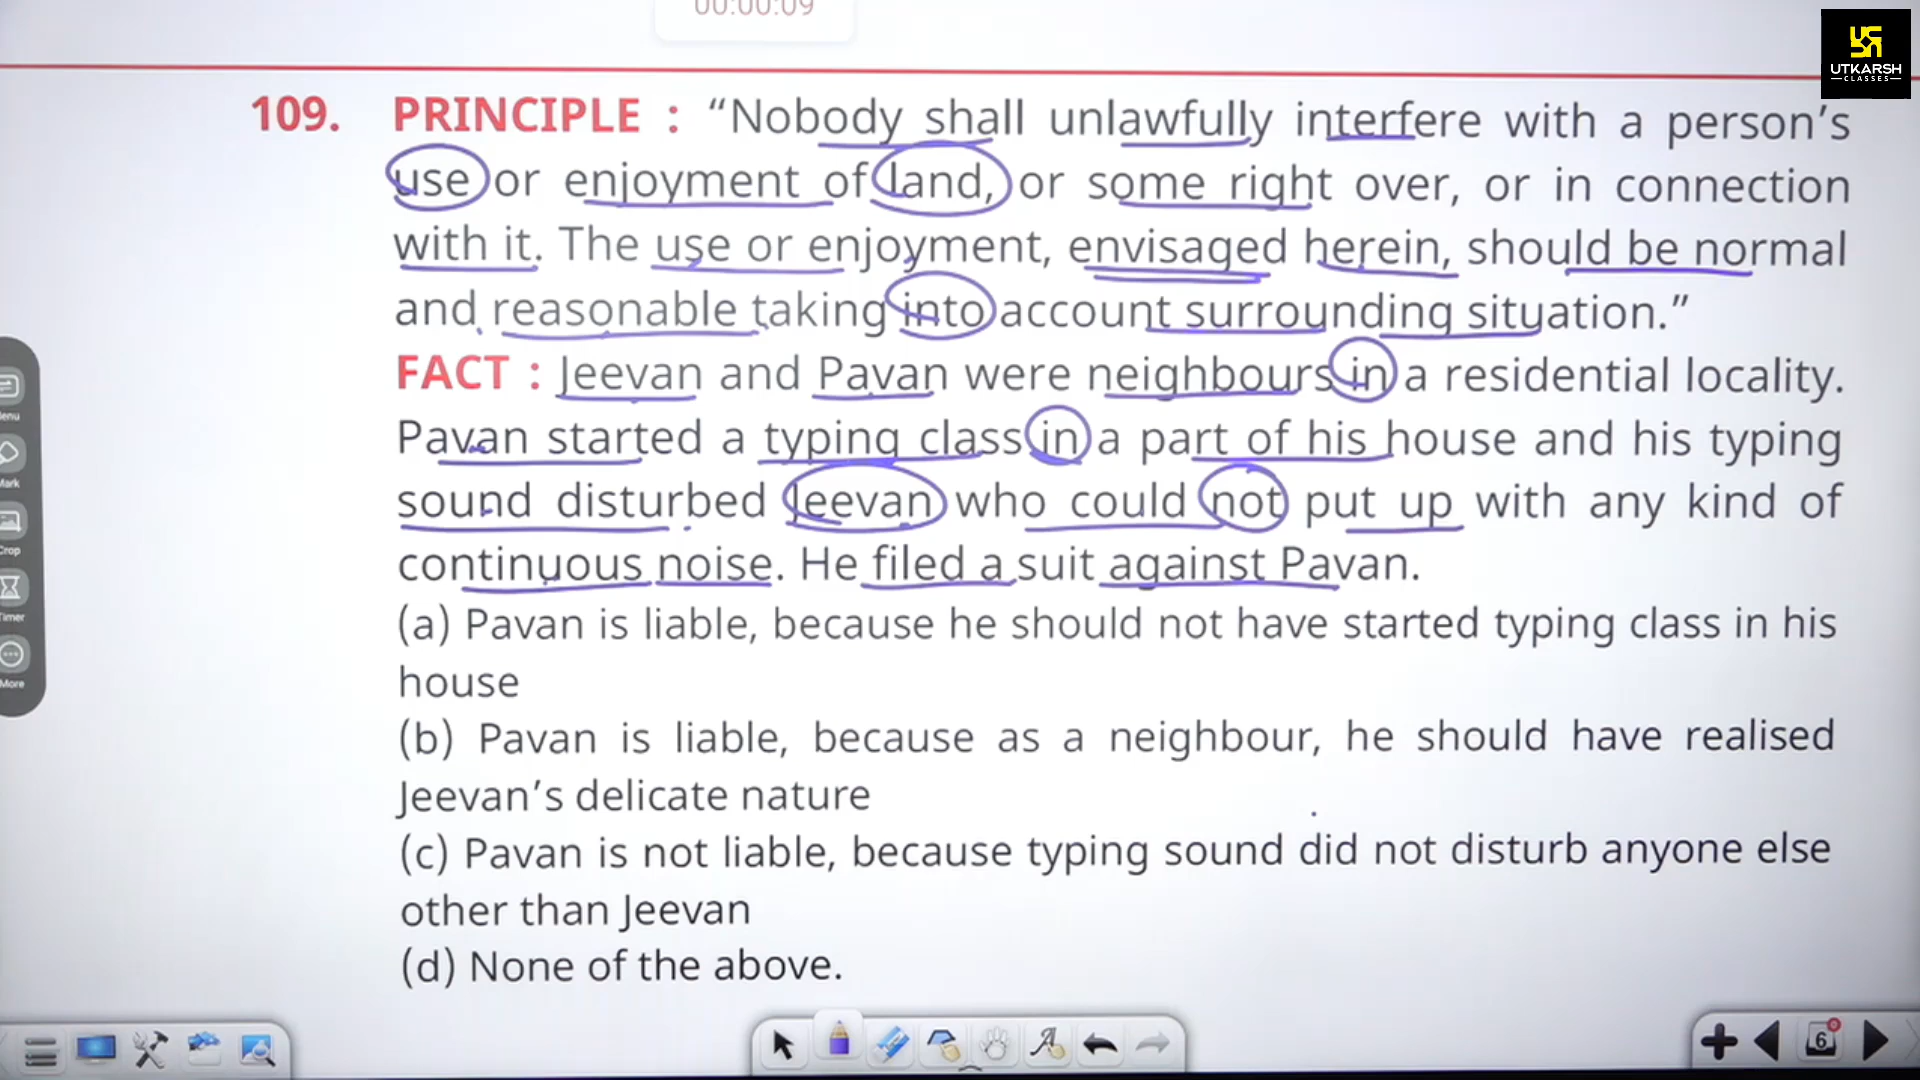 00:00:09
UTKARSH
CLASSES
109. PRINCIPLE : “Nobody shall unlawfully interfere with a person’s
use or enjoyment of land, or some right over, or in connection
with it. The use or enjoyment, envisaged herein, should be normal
and reasonable taking into account surrounding situation.”
FACT : Jeevan and Pavan were neighbours in a residential locality.
Pavan started a typing class in a part of his house and his typing
sound disturbed Jeevan who could not put up with any kind of
continuous noise. He filed a suit against Pavan.
(a) Pavan is liable, because he should not have started typing class in his
house
(b) Pavan is liable, because as a neighbour, he should have realised
Jeevan’s delicate nature
(c) Pavan is not liable, because typing sound did not disturb anyone else
other than Jeevan
(d) None of the above.
enu
Mark
Crop
Timer
More
6